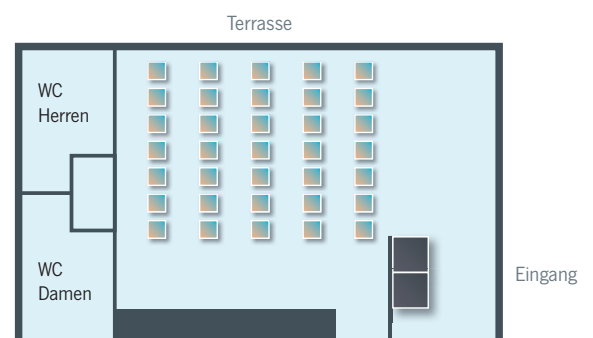 Terrasse
WC
Herren
WC
Damen
Eingang